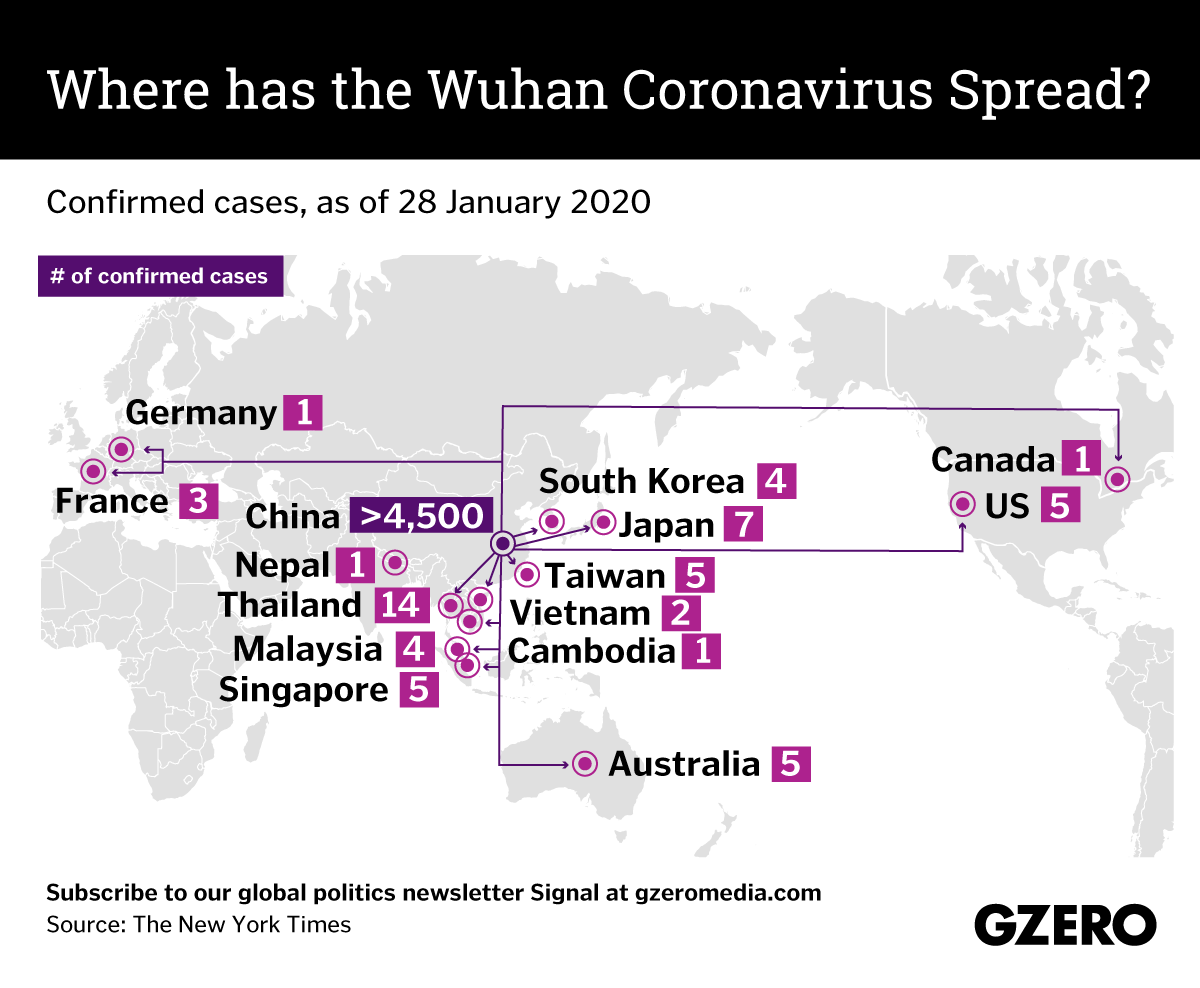 Where has the Wuhan Coronavirus Spread?
Confirmed cases, as of 28 January 2020
# of confirmed cases
Germany 1
France 3
China >4,500
South Korea 4
Japan 7
Canada 1
US 5
Nepal 1
Taiwan 5
Thailand 14
Vietnam 2
Malaysia 4
Cambodia 1
Singapore 5
Australia 5
Subscribe to our global politics newsletter Signal at gzeromedia.com
Source: The New York Times
GZERO